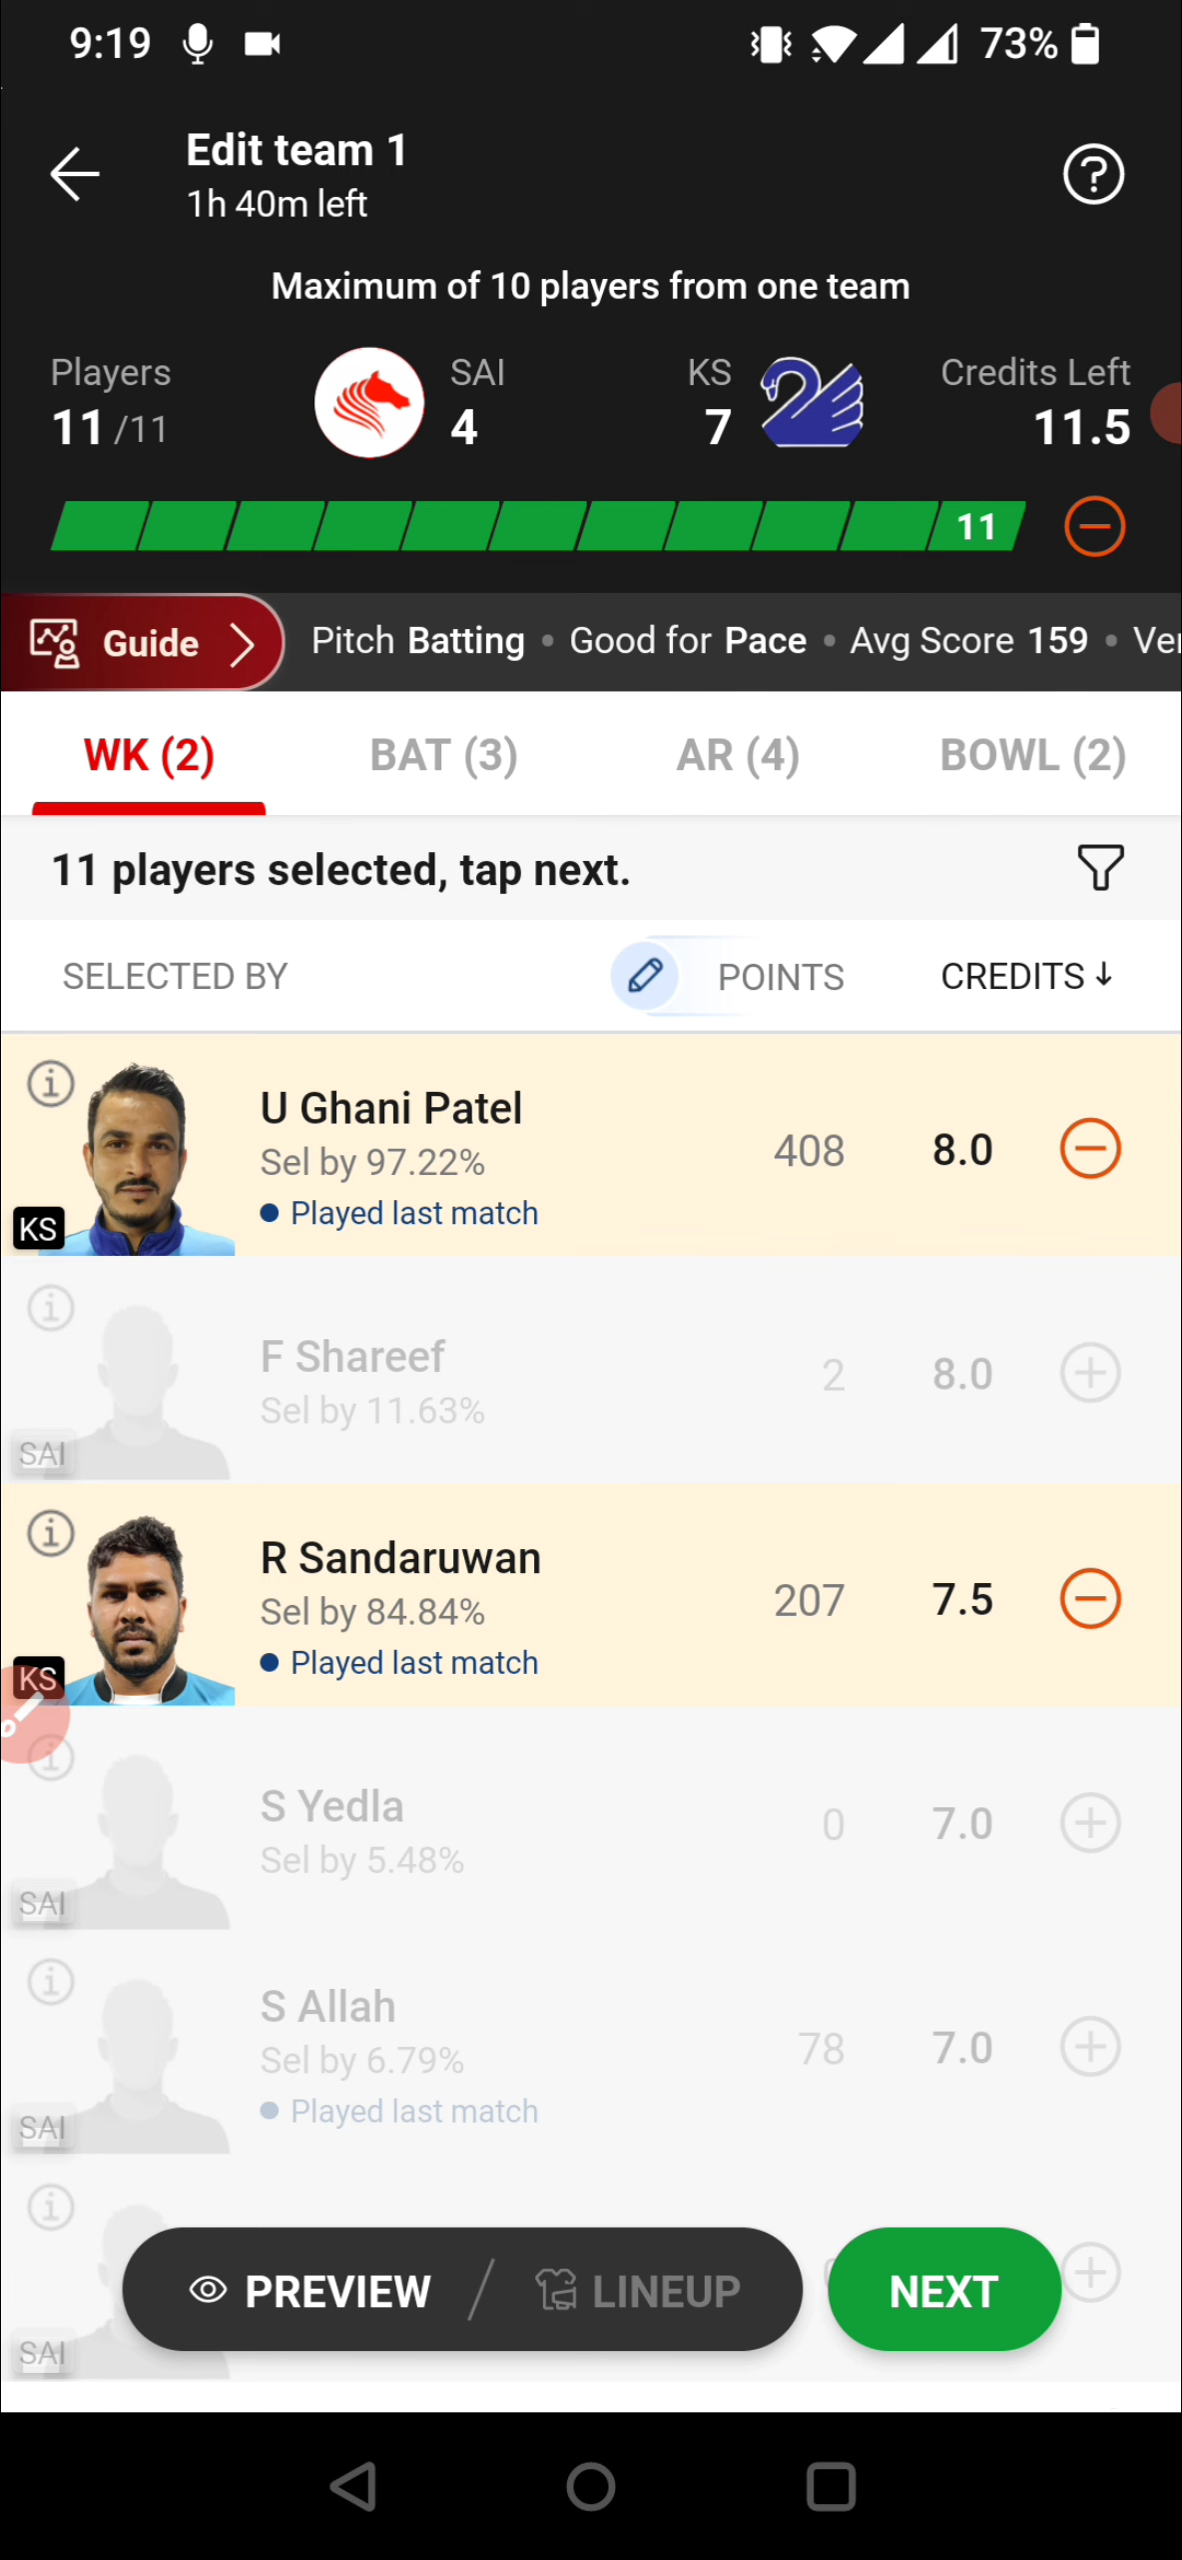 9:19
73%
Edit team 1
1h 40m left
Maximum of 10 players from one team
Players
SAI
KS
Credits Left
11/11
4
7
11.5
11
Guide
Pitch Batting • Good for Pace • Avg Score 159 •
WK (2)
BAT (3)
AR (4)
BOWL (2)
11 players selected, tap next.
SELECTED BY
POINTS
CREDITS ↓
U Ghani Patel
Sel by 97.22%
408
8.0
• Played last match
KS
F Shareef
Sel by 11.63%
2
8.0
SAI
R Sandaruwan
Sel by 84.84%
207
7.5
• Played last match
KS
S Yedla
Sel by 5.48%
0
7.0
SAI
S Allah
Sel by 6.79%
78
7.0
• Played last match
SAI
PREVIEW / LINEUP
NEXT
SAI